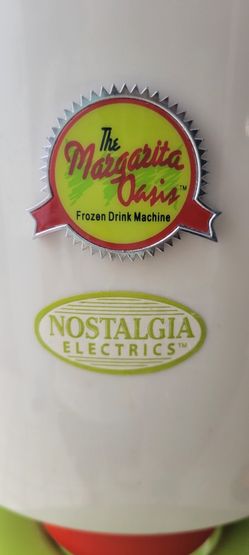 The
Margarita
Oasis™
Frozen Drink Machine
NOSTALGIA
ELECTRICS™